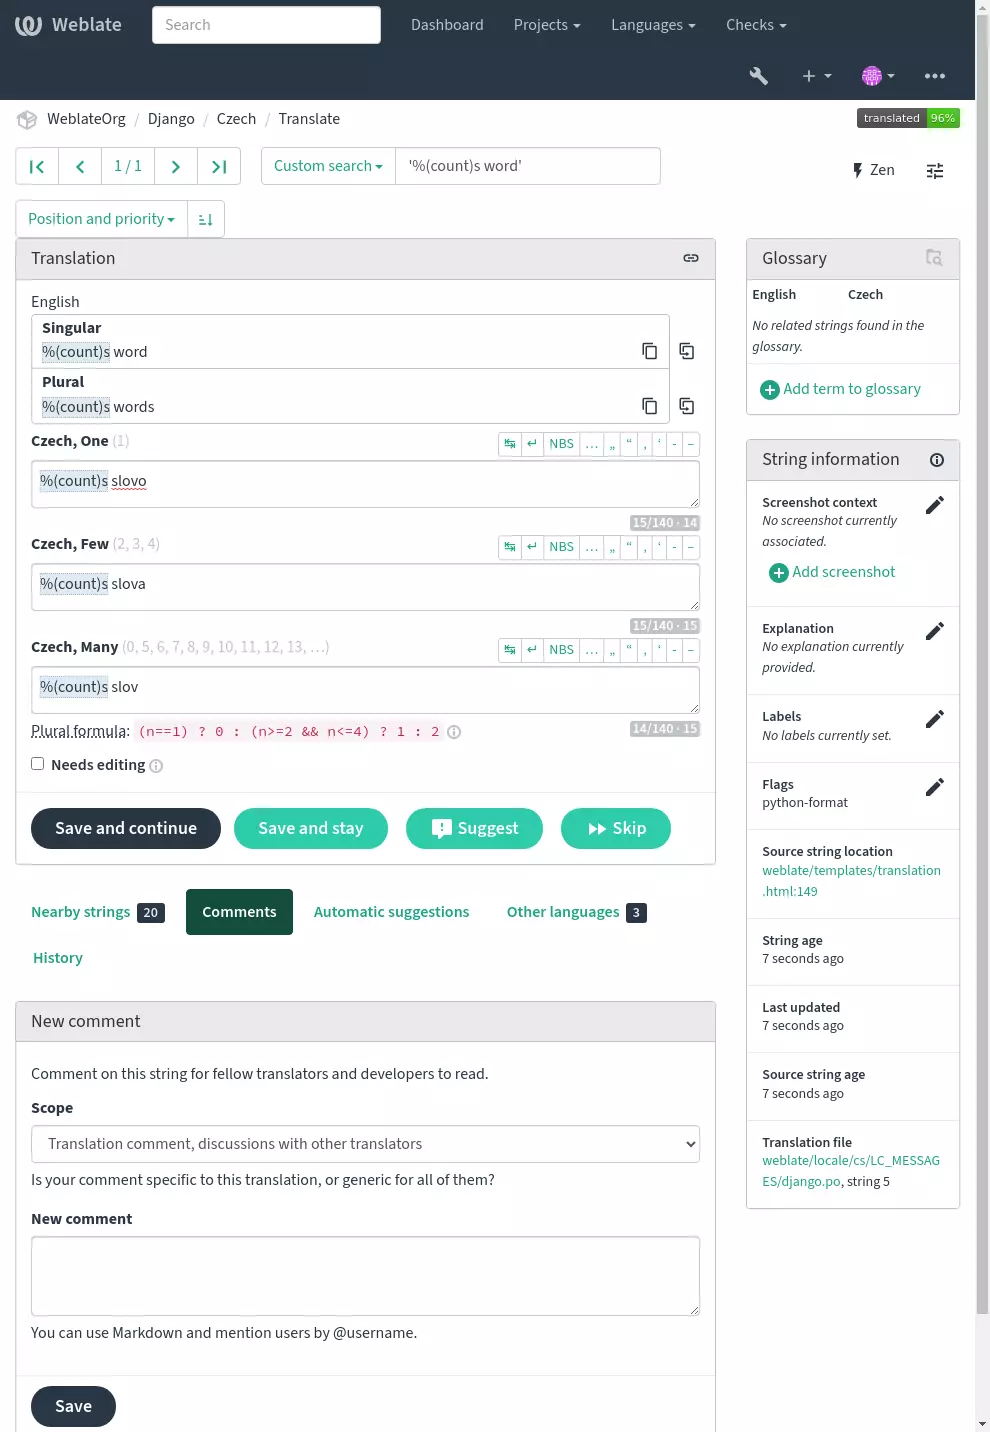 Weblate
Search
Dashboard
Projects
Languages
Checks
WeblateOrg / Django / Czech / Translate
translated 96%
1 / 1
Custom search
'%(count)s word'
Zen
Position and priority
Translation
English
Singular
%(count)s word
Plural
%(count)s words
Czech, One (1)
↹ ↵ NBS … „ “ ‚ ‘ - –
%(count)s slovo
15/140 · 14
Czech, Few (2, 3, 4)
↹ ↵ NBS … „ “ ‚ ‘ - –
%(count)s slova
15/140 · 15
Czech, Many (0, 5, 6, 7, 8, 9, 10, 11, 12, 13, …)
↹ ↵ NBS … „ “ ‚ ‘ - –
%(count)s slov
14/140 · 15
Plural formula: (n==1) ? 0 : (n>=2 && n<=4) ? 1 : 2
Needs editing
Save and continue
Save and stay
Suggest
Skip
Nearby strings 20
Comments
Automatic suggestions
Other languages 3
History
New comment
Comment on this string for fellow translators and developers to read.
Scope
Translation comment, discussions with other translators
Is your comment specific to this translation, or generic for all of them?
New comment
You can use Markdown and mention users by @username.
Save
Glossary
English Czech
No related strings found in the
glossary.
Add term to glossary
String information
Screenshot context
No screenshot currently
associated.
Add screenshot
Explanation
No explanation currently
provided.
Labels
No labels currently set.
Flags
python-format
Source string location
weblate/templates/translation
.html:149
String age
7 seconds ago
Last updated
7 seconds ago
Source string age
7 seconds ago
Translation file
weblate/locale/cs/LC_MESSAG
ES/django.po, string 5